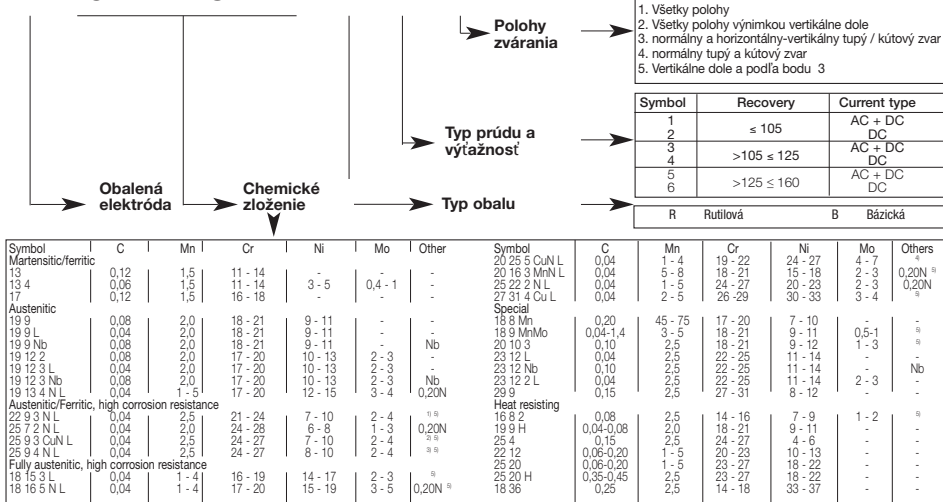 Polohy
zvárania
1. Všetky polohy
2. Všetky polohy výnimkou vertikálne dole
3. normálny a horizontálny-vertikálny tupý / kútový zvar
4. normálny tupý a kútový zvar
5. Vertikálne dole a podľa bodu 3
Typ prúdu a
výťažnosť
Symbol Recovery Current type
1 ≤ 105 AC + DC
2 DC
3 >105 ≤ 125 AC + DC
4 DC
5 >125 ≤ 160 AC + DC
6 DC
Obalená
elektróda
Chemické
zloženie
Typ obalu
R Rutilová B Bázická
Symbol C Mn Cr Ni Mo Other
Martensitic/ferritic
13 0,12 1,5 11 - 14 - - -
13 4 0,06 1,5 11 - 14 3 - 5 0,4 - 1 -
17 0,12 1,5 16 - 18 - - -
Austenitic
19 9 0,08 2,0 18 - 21 9 - 11 - -
19 9 L 0,04 2,0 18 - 21 9 - 11 - -
19 9 Nb 0,08 2,0 18 - 21 9 - 11 - Nb
19 12 2 0,08 2,0 17 - 20 10 - 13 2 - 3 -
19 12 3 L 0,04 2,0 17 - 20 10 - 13 2 - 3 -
19 12 3 Nb 0,08 2,0 17 - 20 10 - 13 2 - 3 Nb
19 13 4 N L 0,04 1 - 5 17 - 20 12 - 15 3 - 4 0,20N
Austenitic/Ferritic, high corrosion resistance
22 9 3 N L 0,04 2,5 21 - 24 7 - 10 2 - 4 1) 5)
25 7 2 N L 0,04 2,0 24 - 28 6 - 8 1 - 3 0,20N
25 9 3 CuN L 0,04 2,5 24 - 27 7 - 10 2 - 4 2) 5)
25 9 4 N L 0,04 2,5 24 - 27 8 - 10 2 - 4 3) 5)
Fully austenitic, high corrosion resistance
18 15 3 L 0,04 1 - 4 16 - 19 14 - 17 2 - 3 5)
18 16 5 N L 0,04 1 - 4 17 - 20 15 - 19 3 - 5 0,20N 5)
Symbol C Mn Cr Ni Mo Others
20 25 5 CuN L 0,04 1 - 4 19 - 22 24 - 27 4 - 7 4)
20 16 3 MnN L 0,04 5 - 8 18 - 21 15 - 18 2 - 3 0,20N 5)
25 22 2 N L 0,04 1 - 5 24 - 27 20 - 23 2 - 3 0,20N
27 31 4 Cu L 0,04 2 - 5 26 -29 30 - 33 3 - 4 5)
Special
18 8 Mn 0,20 45 - 75 17 - 20 7 - 10 - -
18 9 MnMo 0,04-1,4 3 - 5 18 - 21 9 - 11 0,5-1 5)
20 10 3 0,10 2,5 18 - 21 9 - 12 1 - 3 5)
23 12 L 0,04 2,5 22 - 25 11 - 14 - -
23 12 Nb 0,10 2,5 22 - 25 11 - 14 - Nb
23 12 2 L 0,04 2,5 22 - 25 11 - 14 2 - 3 -
29 9 0,15 2,5 27 - 31 8 - 12 - -
Heat resisting
16 8 2 0,08 2,5 14 - 16 7 - 9 1 - 2 5)
19 9 H 0,04-0,08 2,0 18 - 21 9 - 11 - -
25 4 0,15 2,5 24 - 27 4 - 6 - -
22 12 0,06-0,20 1 - 5 20 - 23 10 - 13 - -
25 20 0,06-0,20 1 - 5 23 - 27 18 - 22 - -
25 20 H 0,35-0,45 2,5 23 - 27 18 - 22 - -
18 36 0,25 2,5 14 - 18 33 - 37 - -